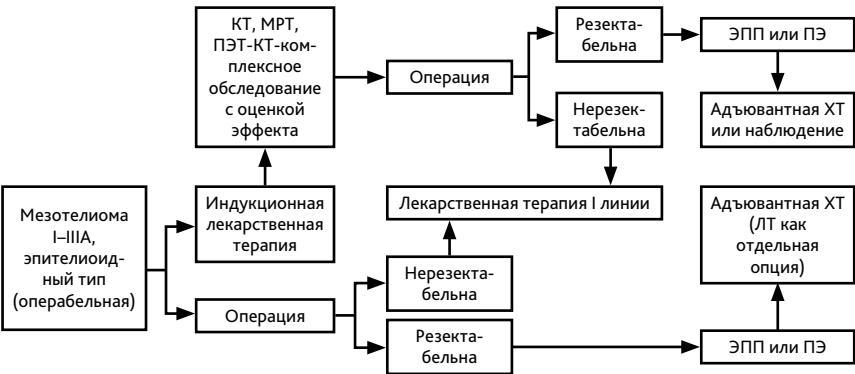 КТ, МРТ,
ПЭТ-КТ-ком-
плексное
обследование
с оценкой
эффекта
Операция
Резекта-
бельна
ЭПП или ПЭ
Нерезек-
табельна
Адъювантная ХТ
или наблюдение
Мезотелиома
I–IIIA,
эпителиоид-
ный тип
(операбельная)
Индукционная
лекарственная
терапия
Лекарственная терапия I линии
Адъювантная ХТ
(ЛТ как
отдельная
опция)
Операция
Нерезекта-
бельна
Резекта-
бельна
ЭПП или ПЭ